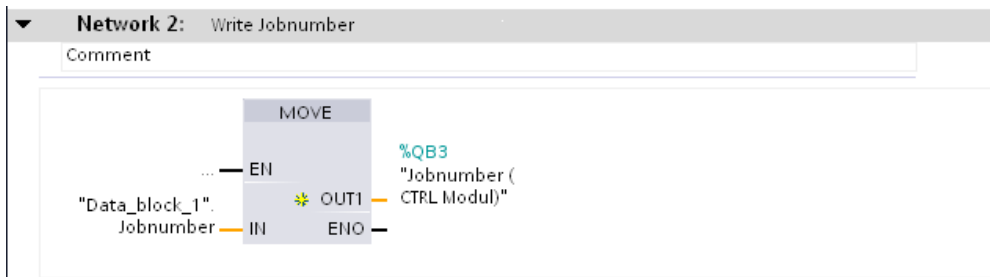 Network 2: Write Jobnumber
Comment
MOVE
%QB3
"Jobnumber (
... EN
CTRL Modul)"
OUT1
"Data_block_1".
Jobnumber IN
ENO